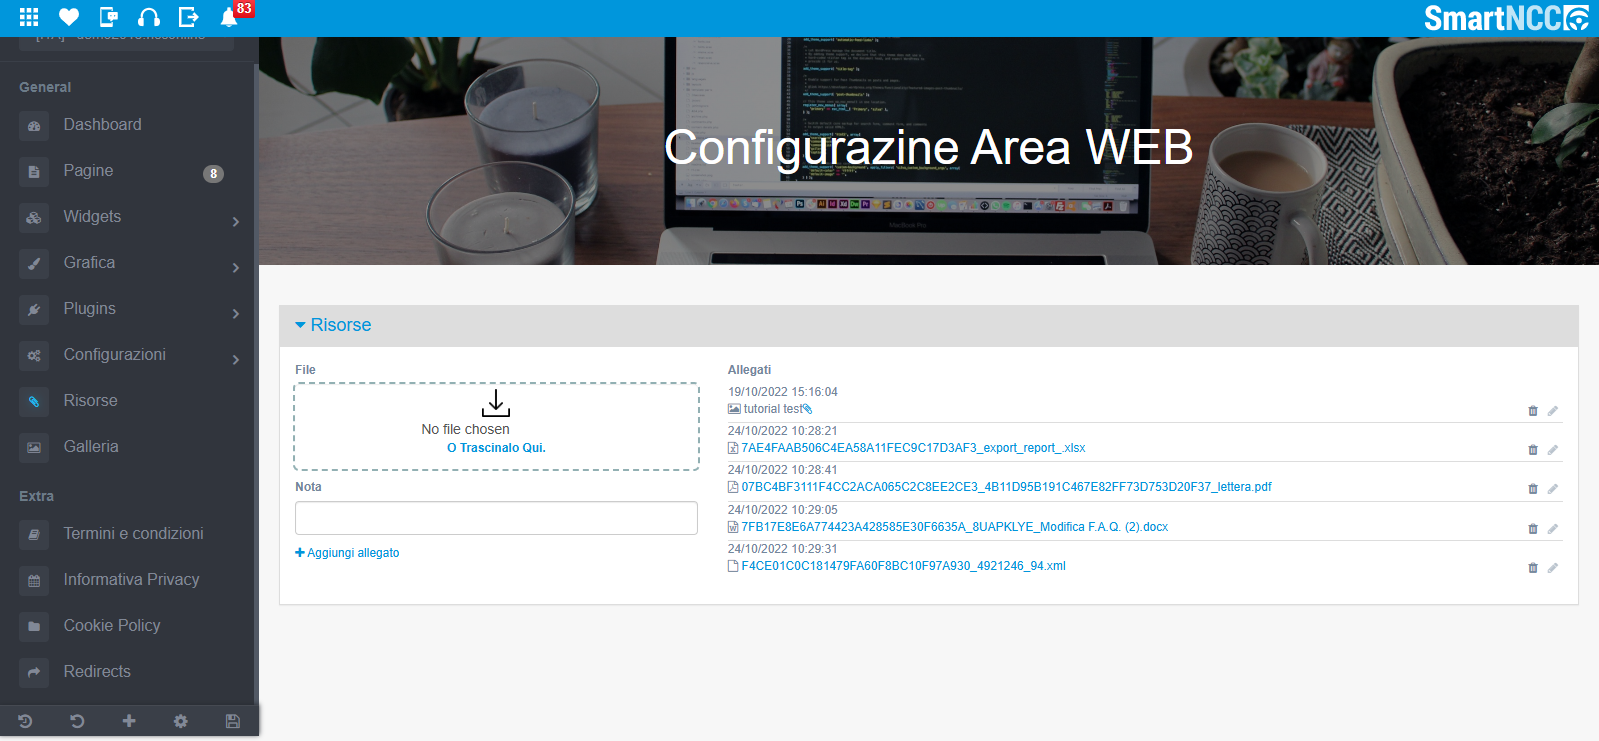 83
SmartNCC
General
Dashboard
Pagine
8
Widgets
Grafica
Plugins
Configurazioni
Risorse
Galleria
Extra
Termini e condizioni
Informativa Privacy
Cookie Policy
Redirects
Configurazine Area WEB
MacBook Pro
Risorse
File
No file chosen
O Trascinalo Qui.
Nota
Aggiungi allegato
Allegati
19/10/2022 15:16:04
tutorial test
24/10/2022 10:28:21
7AE4FAAB506C4EA58A11FEC9C17D3AF3_export_report_.xlsx
24/10/2022 10:28:41
07BC4BF3111F4CC2ACA065C2C8EE2CE3_4B11D95B191C467E82FF73D753D20F37_lettera.pdf
24/10/2022 10:29:05
7FB17E8E6A774423A428585E30F6635A_8UAPKLYE_Modifica F.A.Q. (2).docx
24/10/2022 10:29:31
F4CE01C0C181479FA60F8BC10F97A930_4921246_94.xml